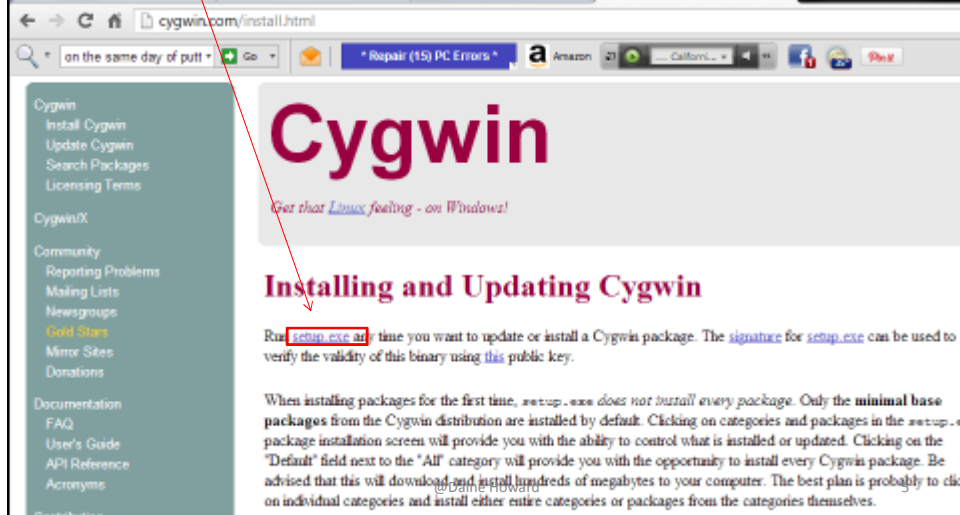 cygwin.com/install.html
on the same day of putt
Go
* Repair (15) PC Errors *
a Amazon
.... Californi...
Pin it
Cygwin
Install Cygwin
Update Cygwin
Search Packages
Licensing Terms
Cygwin/X
Community
Reporting Problems
Mailing Lists
Newsgroups
Gold Stars
Mirror Sites
Donations
Documentation
FAQ
User's Guide
API Reference
Acronyms
Contributing
Cygwin
Get that Linux feeling - on Windows!
Installing and Updating Cygwin
Run setup.exe any time you want to update or install a Cygwin package. The signature for setup.exe can be used to
verify the validity of this binary using this public key.
When installing packages for the first time, setup.exe does not install every package. Only the minimal base
packages from the Cygwin distribution are installed by default. Clicking on categories and packages in the setup.e
package installation screen will provide you with the ability to control what is installed or updated. Clicking on the
"Default" field next to the "All" category will provide you with the opportunity to install every Cygwin package. Be
advised that this will download and install hundreds of megabytes to your computer. The best plan is probably to clic
on individual categories and install either entire categories or packages from the categories themselves.
@Daine Howard